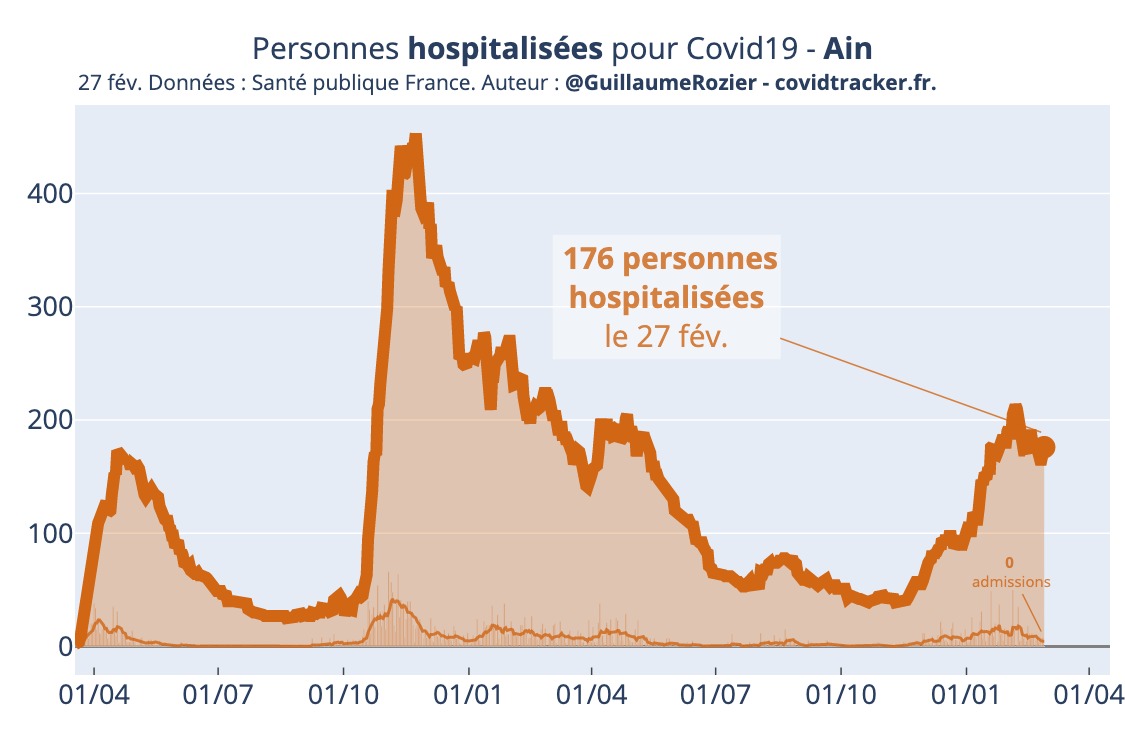 Personnes hospitalisées pour Covid19 - Ain
27 fév. Données : Santé publique France. Auteur : @GuillaumeRozier - covidtracker.fr.
400
300
200
100
0
176 personnes
hospitalisées
le 27 fév.
0
admissions
01/04
01/07
01/10
01/01
01/04
01/07
01/10
01/01
01/04